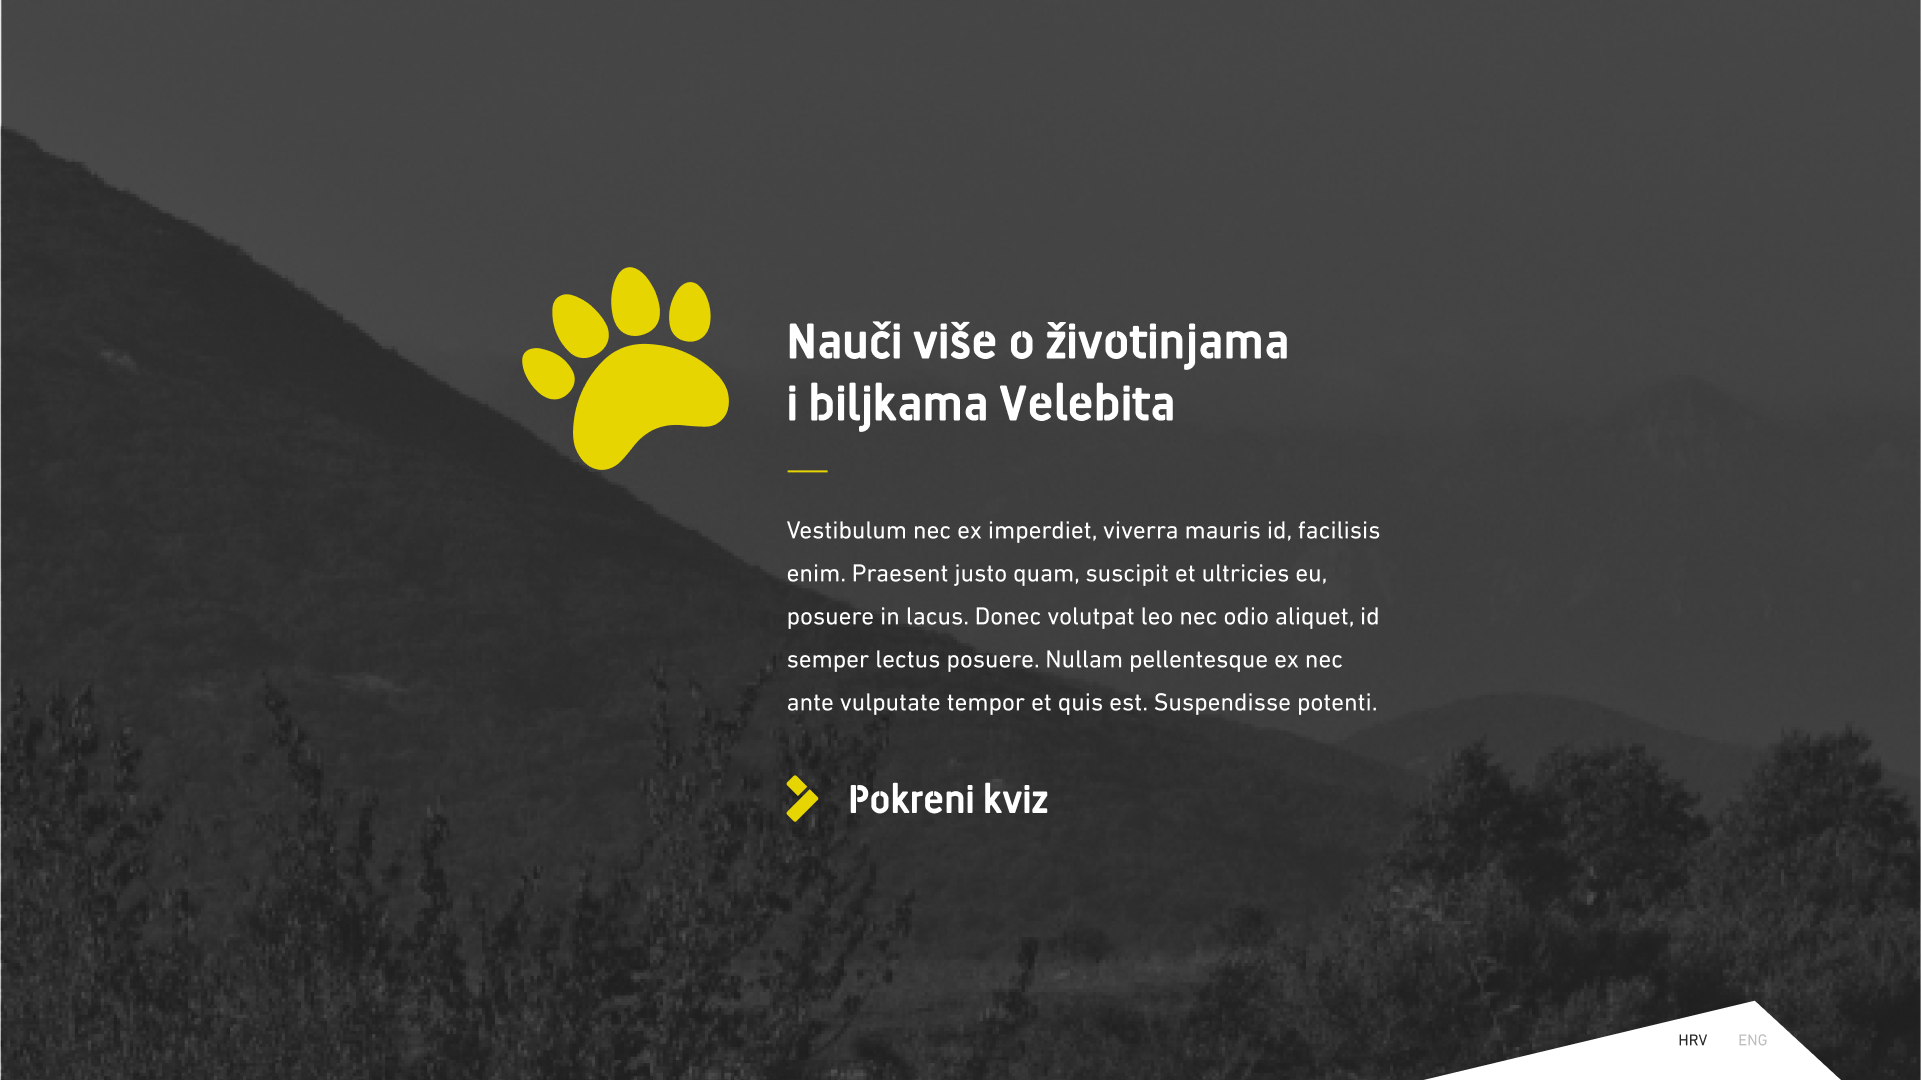 Nauči više o životinjama
i biljkama Velebita
Vestibulum nec ex imperdiet, viverra mauris id, facilisis
enim. Praesent justo quam, suscipit et ultricies eu,
posuere in lacus. Donec volutpat leo nec odio aliquet, id
semper lectus posuere. Nullam pellentesque ex nec
ante vulputate tempor et quis est. Suspendisse potenti.
Pokreni kviz
HRV ENG